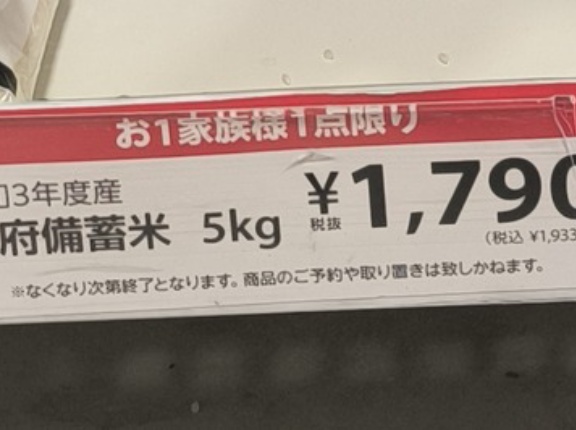 お1家族様1点限り
3年度産
府備蓄米 5kg
¥1,790
税抜
(税込 ¥1,933
※なくなり次第終了となります。商品のご予約や取り置きは致しかねます。